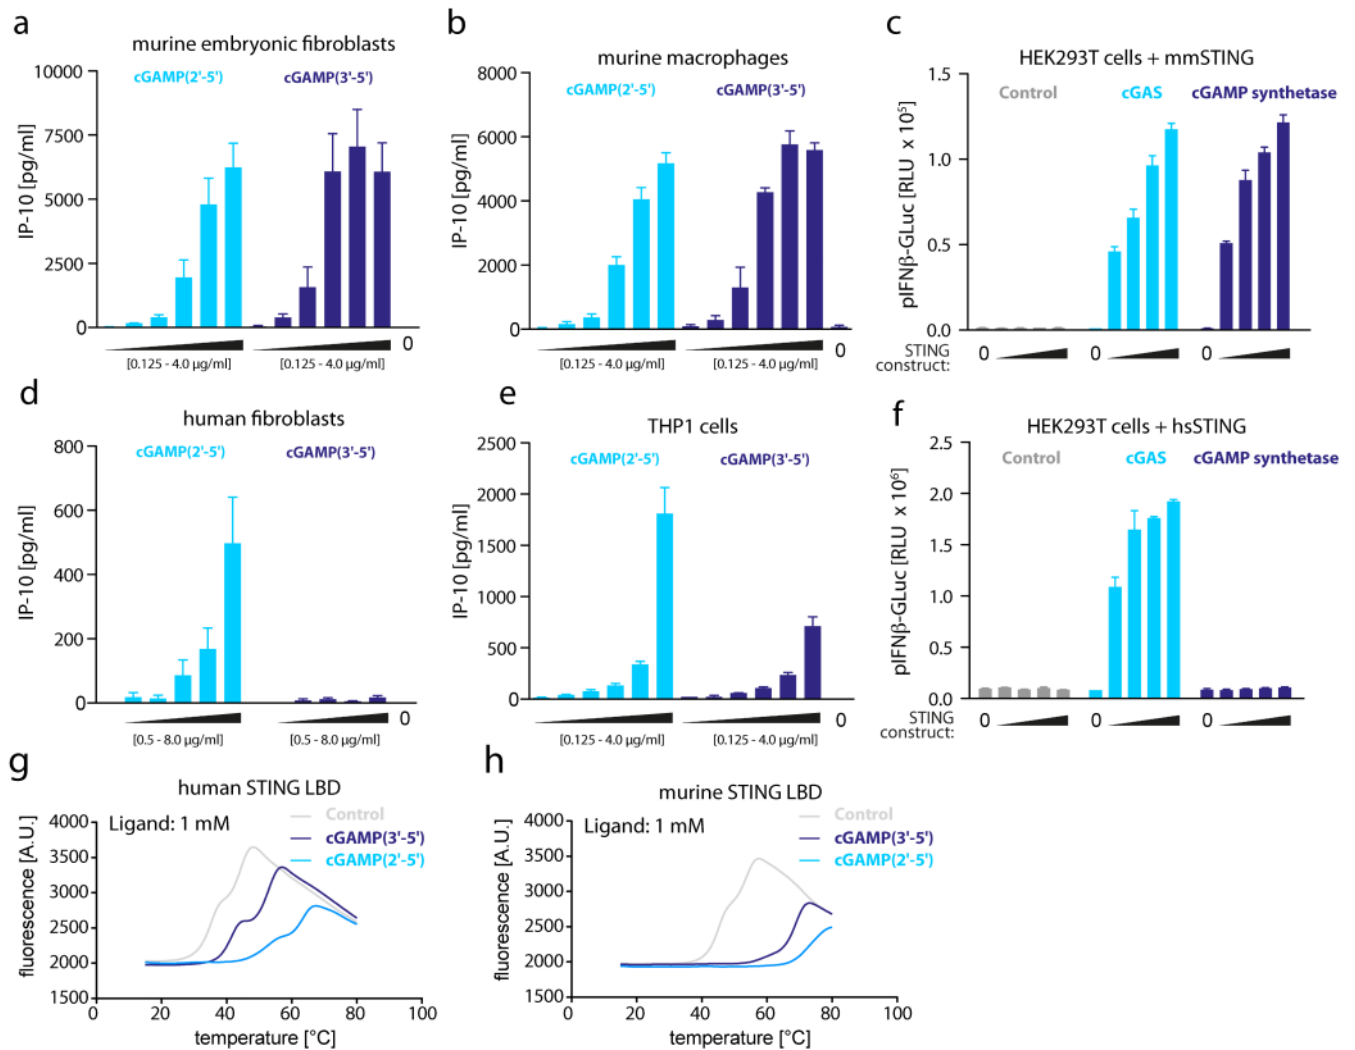 a
murine embryonic fibroblasts
cGAMP(2'-5')
cGAMP(3'-5')
IP-10 [pg/ml]
10000
7500
5000
2500
0
0
[0.125 - 4.0 µg/ml]
[0.125 - 4.0 µg/ml]
b
murine macrophages
cGAMP(2'-5')
cGAMP(3'-5')
IP-10 [pg/ml]
8000
6000
4000
2000
0
0
[0.125 - 4.0 µg/ml]
[0.125 - 4.0 µg/ml]
c
HEK293T cells + mmSTING
Control
cGAS
cGAMP synthetase
pIFNβ-GLuc [RLU x 10⁵]
1.5
1.0
0.5
0.0
STING
construct:
0
0
0
d
human fibroblasts
cGAMP(2'-5')
cGAMP(3'-5')
IP-10 [pg/ml]
800
600
400
200
0
0
[0.5 - 8.0 µg/ml]
[0.5 - 8.0 µg/ml]
e
THP1 cells
cGAMP(2'-5')
cGAMP(3'-5')
IP-10 [pg/ml]
2500
2000
1500
1000
500
0
0
[0.125 - 4.0 µg/ml]
[0.125 - 4.0 µg/ml]
f
HEK293T cells + hsSTING
Control
cGAS
cGAMP synthetase
pIFNβ-GLuc [RLU x 10⁶]
2.5
2.0
1.5
1.0
0.5
0.0
STING
construct:
0
0
0
g
human STING LBD
Ligand: 1 mM
Control
cGAMP(3'-5')
cGAMP(2'-5')
fluorescence [A.U.]
4000
3500
3000
2500
2000
1500
0
20
40
60
80
100
temperature [°C]
h
murine STING LBD
Ligand: 1 mM
Control
cGAMP(3'-5')
cGAMP(2'-5')
fluorescence [A.U.]
4000
3500
3000
2500
2000
1500
0
20
40
60
80
100
temperature [°C]